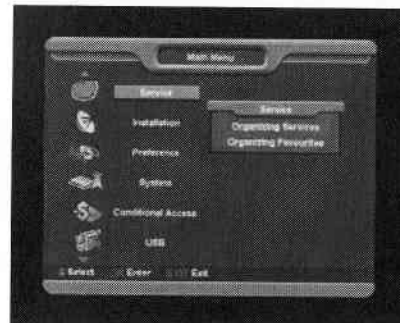 Main Menu
Service
Installation
Preference
System
Conditional Access
USB
Service
Organizing Services
Organizing Favourites
Select Enter Exit